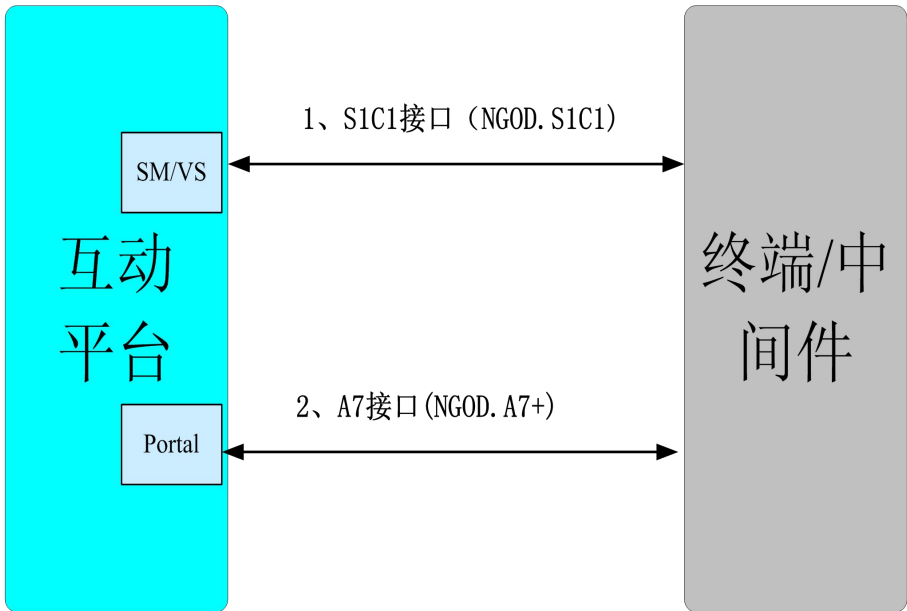 1、S1C1接口（NGOD.S1C1)
SM/VS
互动
平台
终端/中
间件
2、A7接口(NGOD.A7+)
Portal